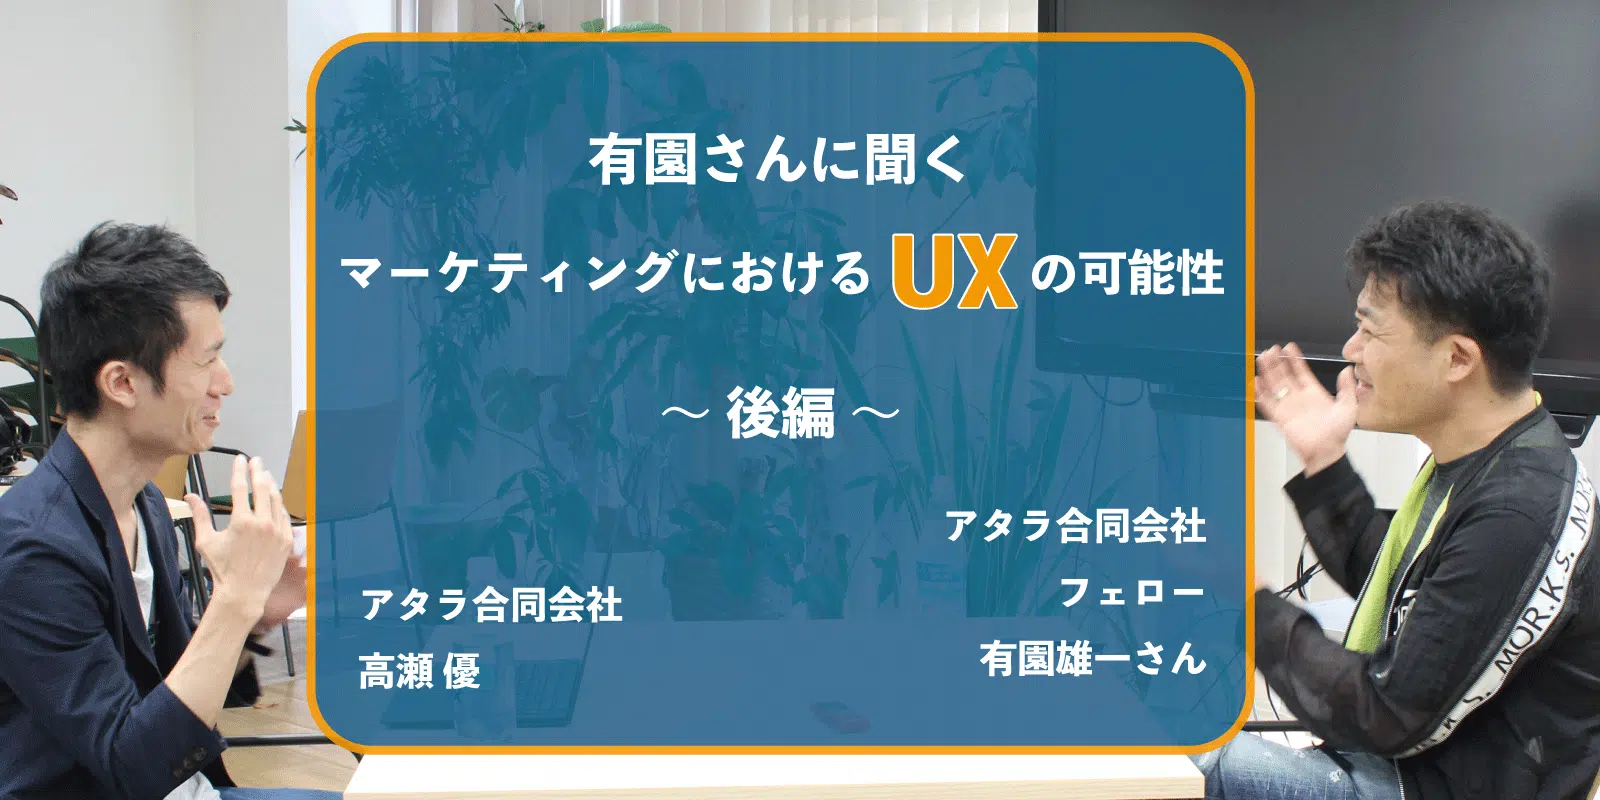 有園さんに聞く
マーケティングにおける UX の可能性
～ 後編 ～
アタラ合同会社
高瀬 優
アタラ合同会社
フェロー
有園雄一さん
MOR.K.S.